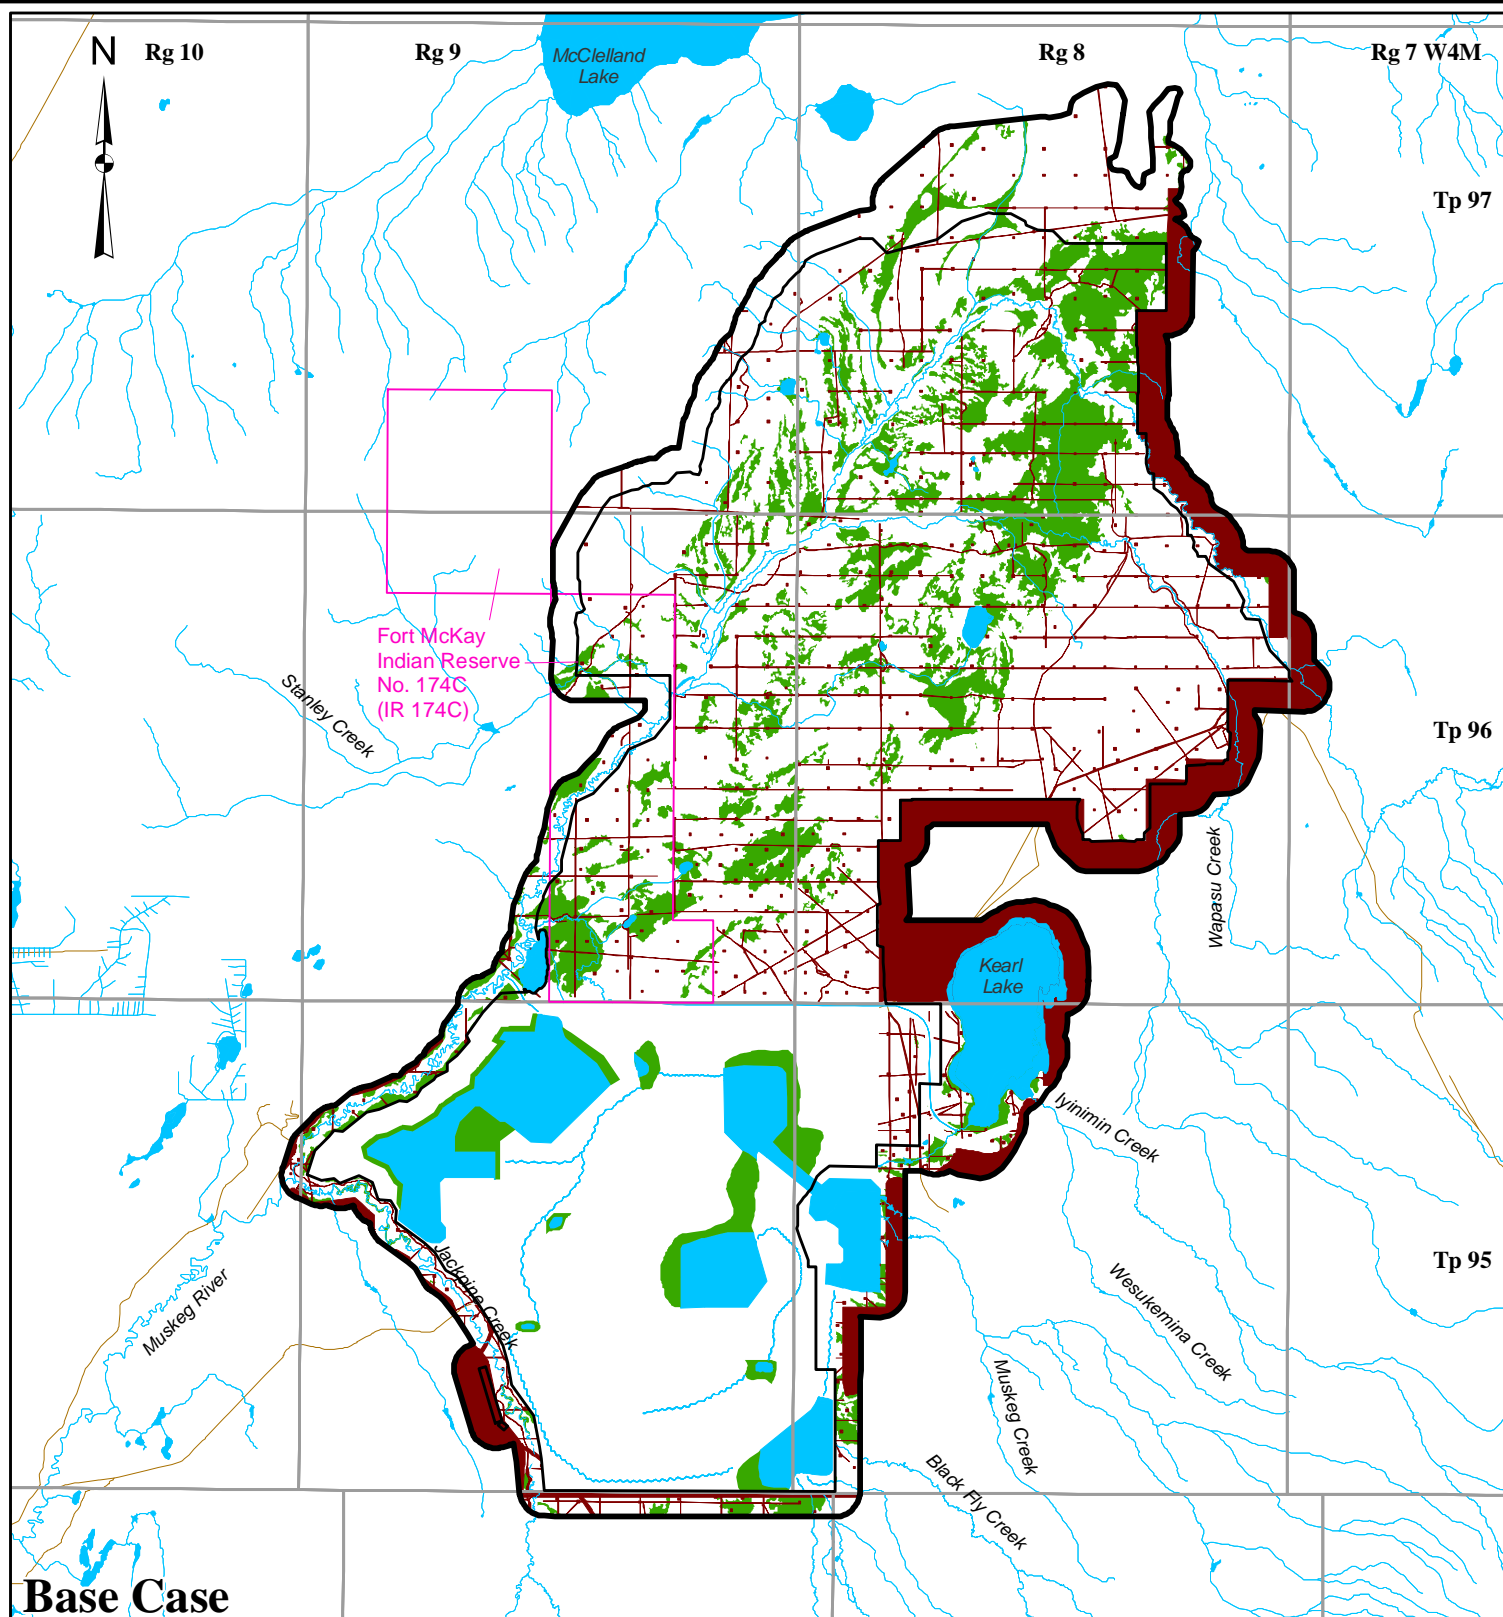 N
Rg 10
Rg 9
McClelland
Lake
Rg 8
Rg 7 W4M
Tp 97
Fort McKay
Indian Reserve
No. 174C
(IR 174C)
Stanley Creek
Tp 96
Wapasu Creek
Kearl
Lake
Iyinimin Creek
Muskeg River
Jackpine Creek
Wesukemina Creek
Tp 95
Muskeg Creek
Black Fly Creek
Base Case